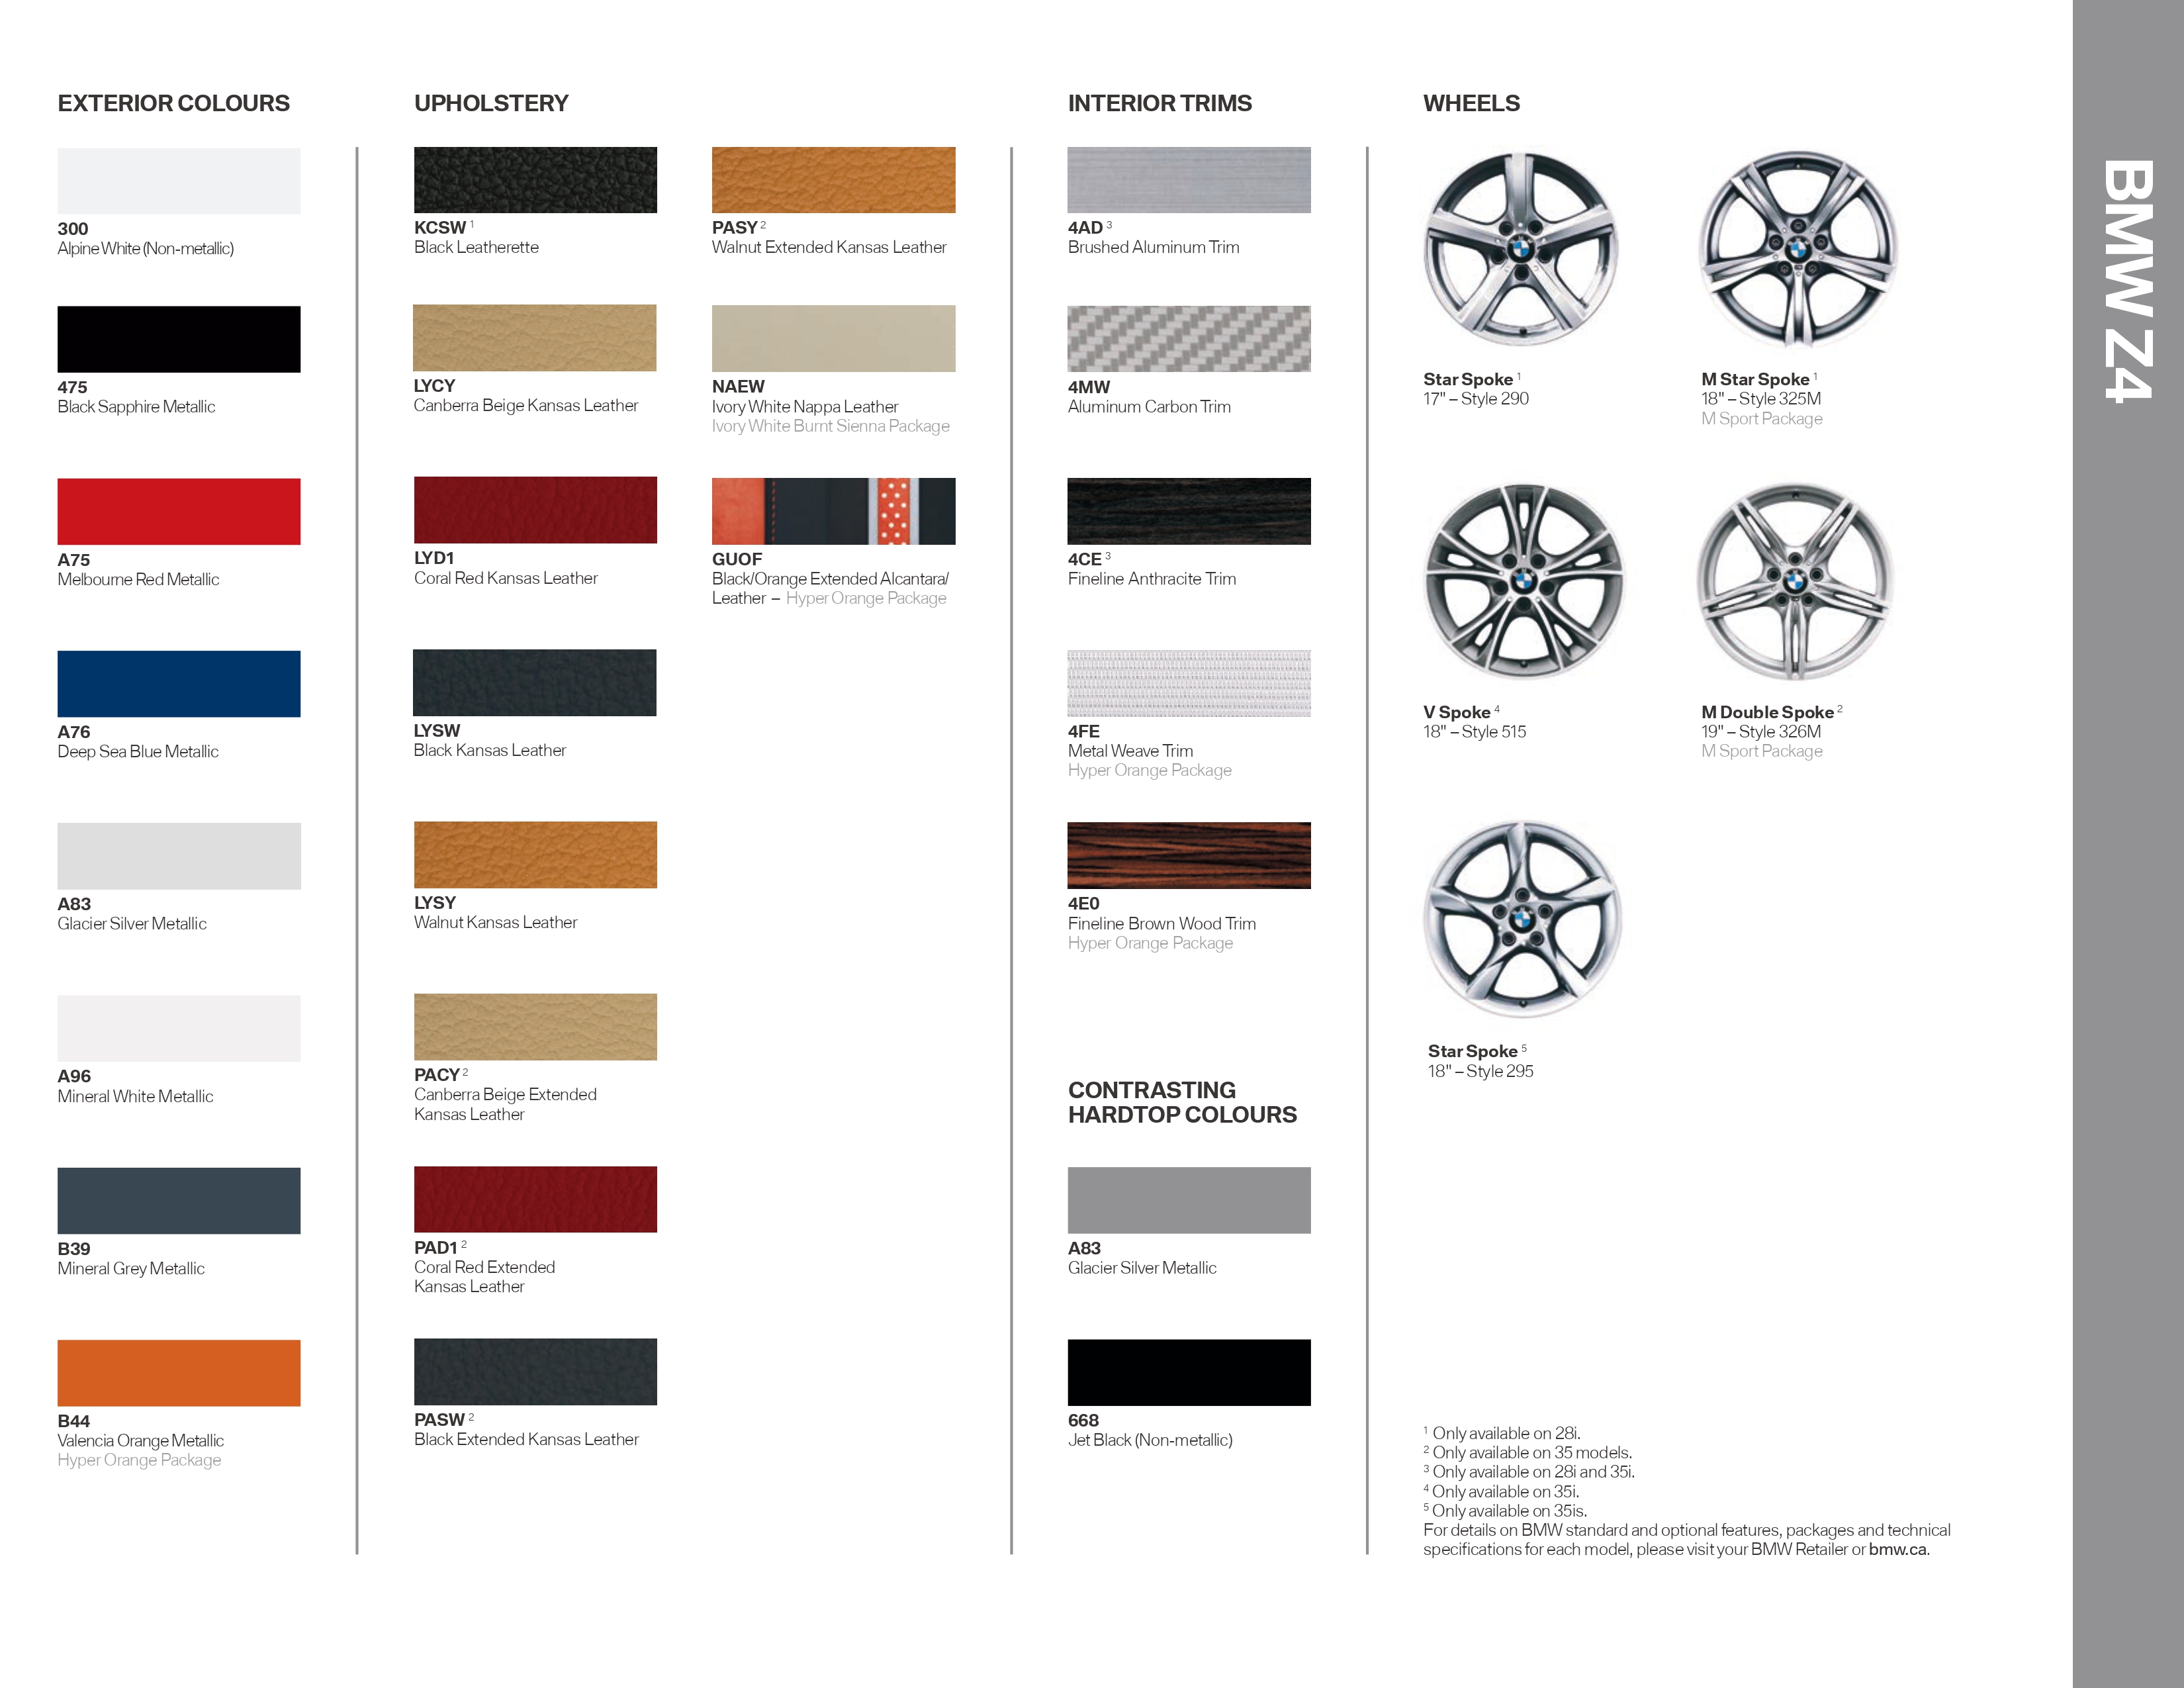 EXTERIOR COLOURS
300
Alpine White (Non-metallic)
475
Black Sapphire Metallic
A75
Melbourne Red Metallic
A76
Deep Sea Blue Metallic
A83
Glacier Silver Metallic
A96
Mineral White Metallic
B39
Mineral Grey Metallic
B44
Valencia Orange Metallic
Hyper Orange Package
UPHOLSTERY
KCSW 1
Black Leatherette
LYCY
Canberra Beige Kansas Leather
LYD1
Coral Red Kansas Leather
LYSW
Black Kansas Leather
LYSY
Walnut Kansas Leather
PACY 2
Canberra Beige Extended
Kansas Leather
PAD1 2
Coral Red Extended
Kansas Leather
PASW 2
Black Extended Kansas Leather
PASY 2
Walnut Extended Kansas Leather
NAEW
Ivory White Nappa Leather
Ivory White Burnt Sienna Package
GUOF
Black/Orange Extended Alcantara/
Leather – Hyper Orange Package
INTERIOR TRIMS
4AD 3
Brushed Aluminum Trim
4MW
Aluminum Carbon Trim
4CE 3
Fineline Anthracite Trim
4FE
Metal Weave Trim
Hyper Orange Package
4E0
Fineline Brown Wood Trim
Hyper Orange Package
CONTRASTING
HARDTOP COLOURS
A83
Glacier Silver Metallic
668
Jet Black (Non-metallic)
WHEELS
Star Spoke 1
17" – Style 290
M Star Spoke 1
18" – Style 325M
M Sport Package
V Spoke 4
18" – Style 515
M Double Spoke 2
19" – Style 326M
M Sport Package
Star Spoke 5
18" – Style 295
1 Only available on 28i.
2 Only available on 35 models.
3 Only available on 28i and 35i.
4 Only available on 35i.
5 Only available on 35is.
For details on BMW standard and optional features, packages and technical
specifications for each model, please visit your BMW Retailer or bmw.ca.
BMW Z4